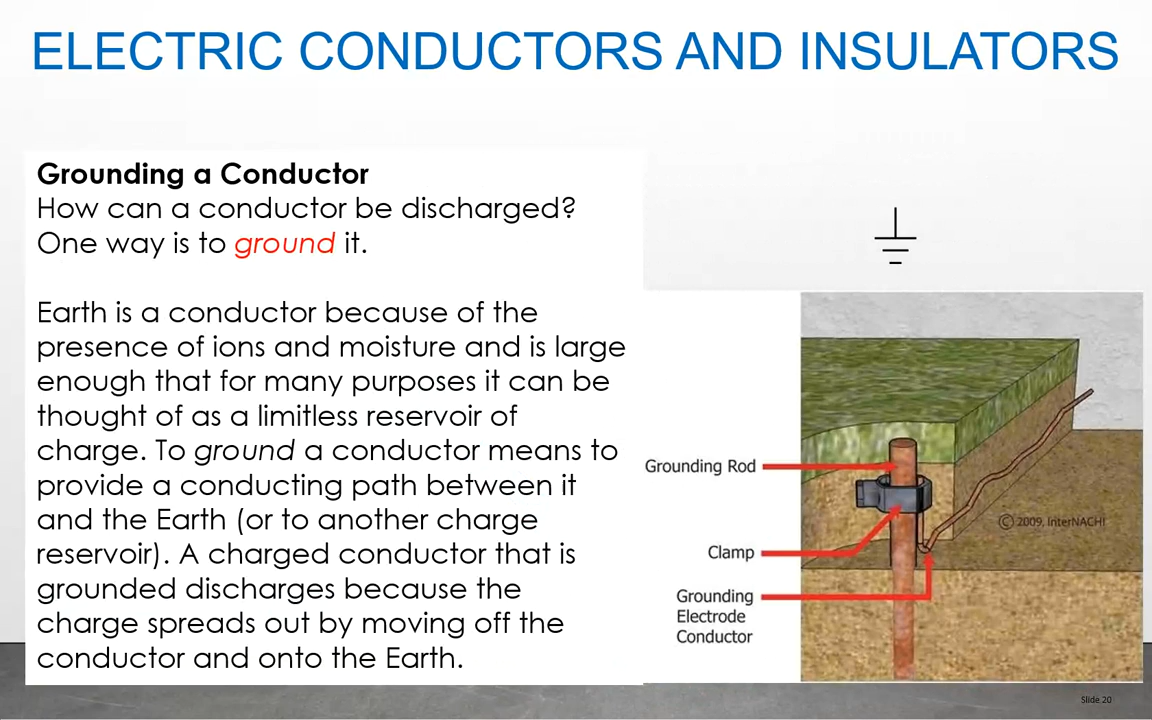 ELECTRIC CONDUCTORS AND INSULATORS
Grounding a Conductor
How can a conductor be discharged?
One way is to ground it.
Earth is a conductor because of the
presence of ions and moisture and is large
enough that for many purposes it can be
thought of as a limitless reservoir of
charge. To ground a conductor means to
provide a conducting path between it
and the Earth (or to another charge
reservoir). A charged conductor that is
grounded discharges because the
charge spreads out by moving off the
conductor and onto the Earth.
Grounding Rod
Clamp
Grounding
Electrode
Conductor
© 2009, InterNACHI
Slide 20